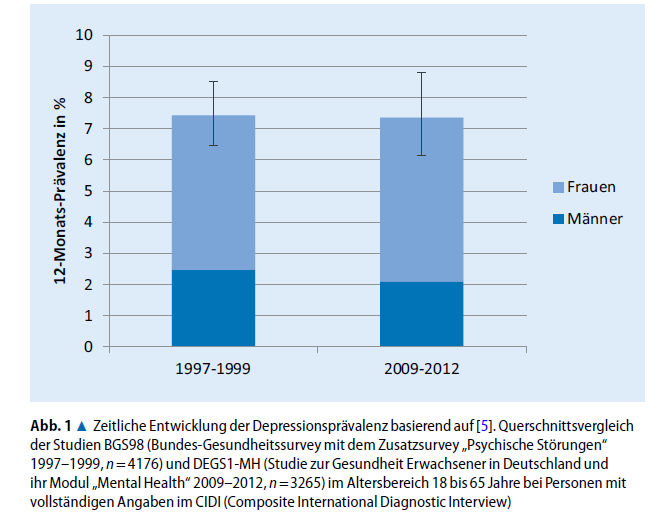 10
9
8
7
6
5
4
3
2
1
0
12-Monats-Prävalenz in %
1997-1999
2009-2012
Frauen
Männer
Abb. 1 ▲ Zeitliche Entwicklung der Depressionsprävalenz basierend auf [5]. Querschnittsvergleich
der Studien BGS98 (Bundes-Gesundheitssurvey mit dem Zusatzsurvey „Psychische Störungen“
1997–1999, n = 4176) und DEGS1-MH (Studie zur Gesundheit Erwachsener in Deutschland und
ihr Modul „Mental Health“ 2009–2012, n = 3265) im Altersbereich 18 bis 65 Jahre bei Personen mit
vollständigen Angaben im CIDI (Composite International Diagnostic Interview)